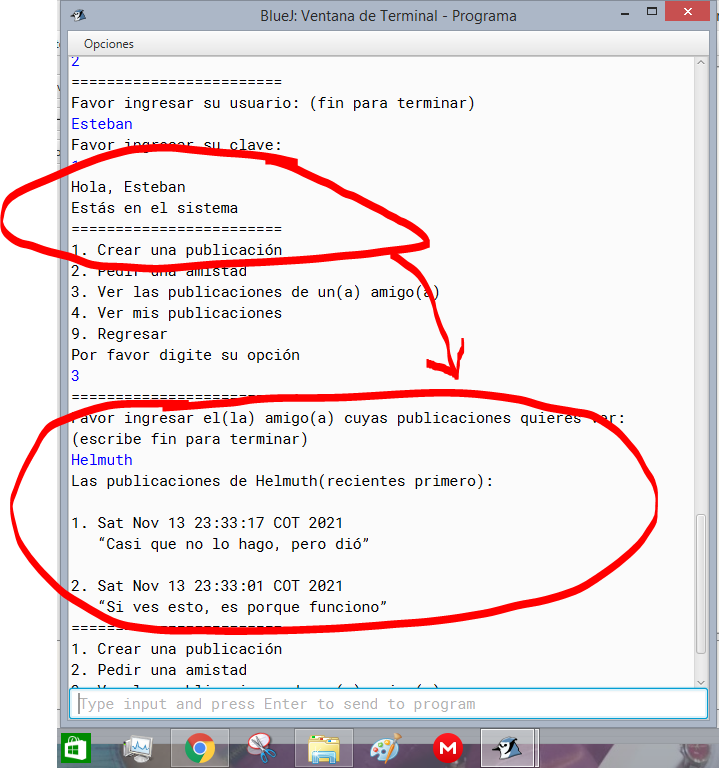 BlueJ: Ventana de Terminal - Programa
Opciones
2
========================
Favor ingresar su usuario: (fin para terminar)
Esteban
Favor ingresar su clave:
Hola, Esteban
Estás en el sistema
========================
1. Crear una publicación
2. Pedir una amistad
3. Ver las publicaciones de un(a) amigo(a)
4. Ver mis publicaciones
9. Regresar
Por favor digite su opción
3
========================
Favor ingresar el(la) amigo(a) cuyas publicaciones quieres ver:
(escribe fin para terminar)
Helmuth
Las publicaciones de Helmuth(recientes primero):
1. Sat Nov 13 23:33:17 COT 2021
“Casi que no lo hago, pero dió”
2. Sat Nov 13 23:33:01 COT 2021
“Si ves esto, es porque funciono”
========================
1. Crear una publicación
2. Pedir una amistad
Type input and press Enter to send to program
M